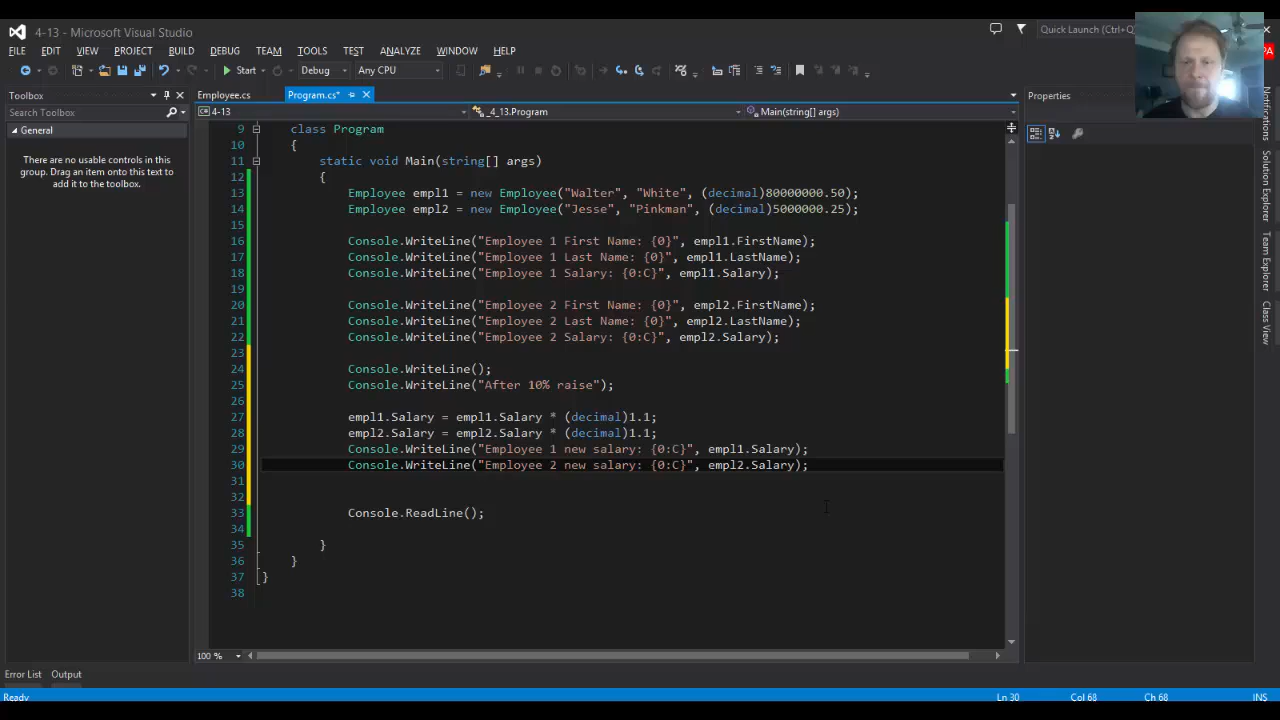 4-13 - Microsoft Visual Studio
Quick Launch (Ctrl+Q)
FILE EDIT VIEW PROJECT BUILD DEBUG TEAM TOOLS TEST ANALYZE WINDOW HELP
PA
Start Debug Any CPU
Toolbox
Search Toolbox
General
There are no usable controls in this
group. Drag an item onto this text to
add it to the toolbox.
Employee.cs Program.cs*
4-13 _4_13.Program Main(string[] args)
9 class Program
10 {
11 static void Main(string[] args)
12 {
13 Employee empl1 = new Employee("Walter", "White", (decimal)80000000.50);
14 Employee empl2 = new Employee("Jesse", "Pinkman", (decimal)5000000.25);
15
16 Console.WriteLine("Employee 1 First Name: {0}", empl1.FirstName);
17 Console.WriteLine("Employee 1 Last Name: {0}", empl1.LastName);
18 Console.WriteLine("Employee 1 Salary: {0:C}", empl1.Salary);
19
20 Console.WriteLine("Employee 2 First Name: {0}", empl2.FirstName);
21 Console.WriteLine("Employee 2 Last Name: {0}", empl2.LastName);
22 Console.WriteLine("Employee 2 Salary: {0:C}", empl2.Salary);
23
24 Console.WriteLine();
25 Console.WriteLine("After 10% raise");
26
27 empl1.Salary = empl1.Salary * (decimal)1.1;
28 empl2.Salary = empl2.Salary * (decimal)1.1;
29 Console.WriteLine("Employee 1 new salary: {0:C}", empl1.Salary);
30 Console.WriteLine("Employee 2 new salary: {0:C}", empl2.Salary);
31
32
33 Console.ReadLine();
34
35 }
36 }
37 }
38
100 %
Properties
Notifications
Solution Explorer
Team Explorer
Class View
Error List Output
Ready Ln 30 Col 68 Ch 68 INS